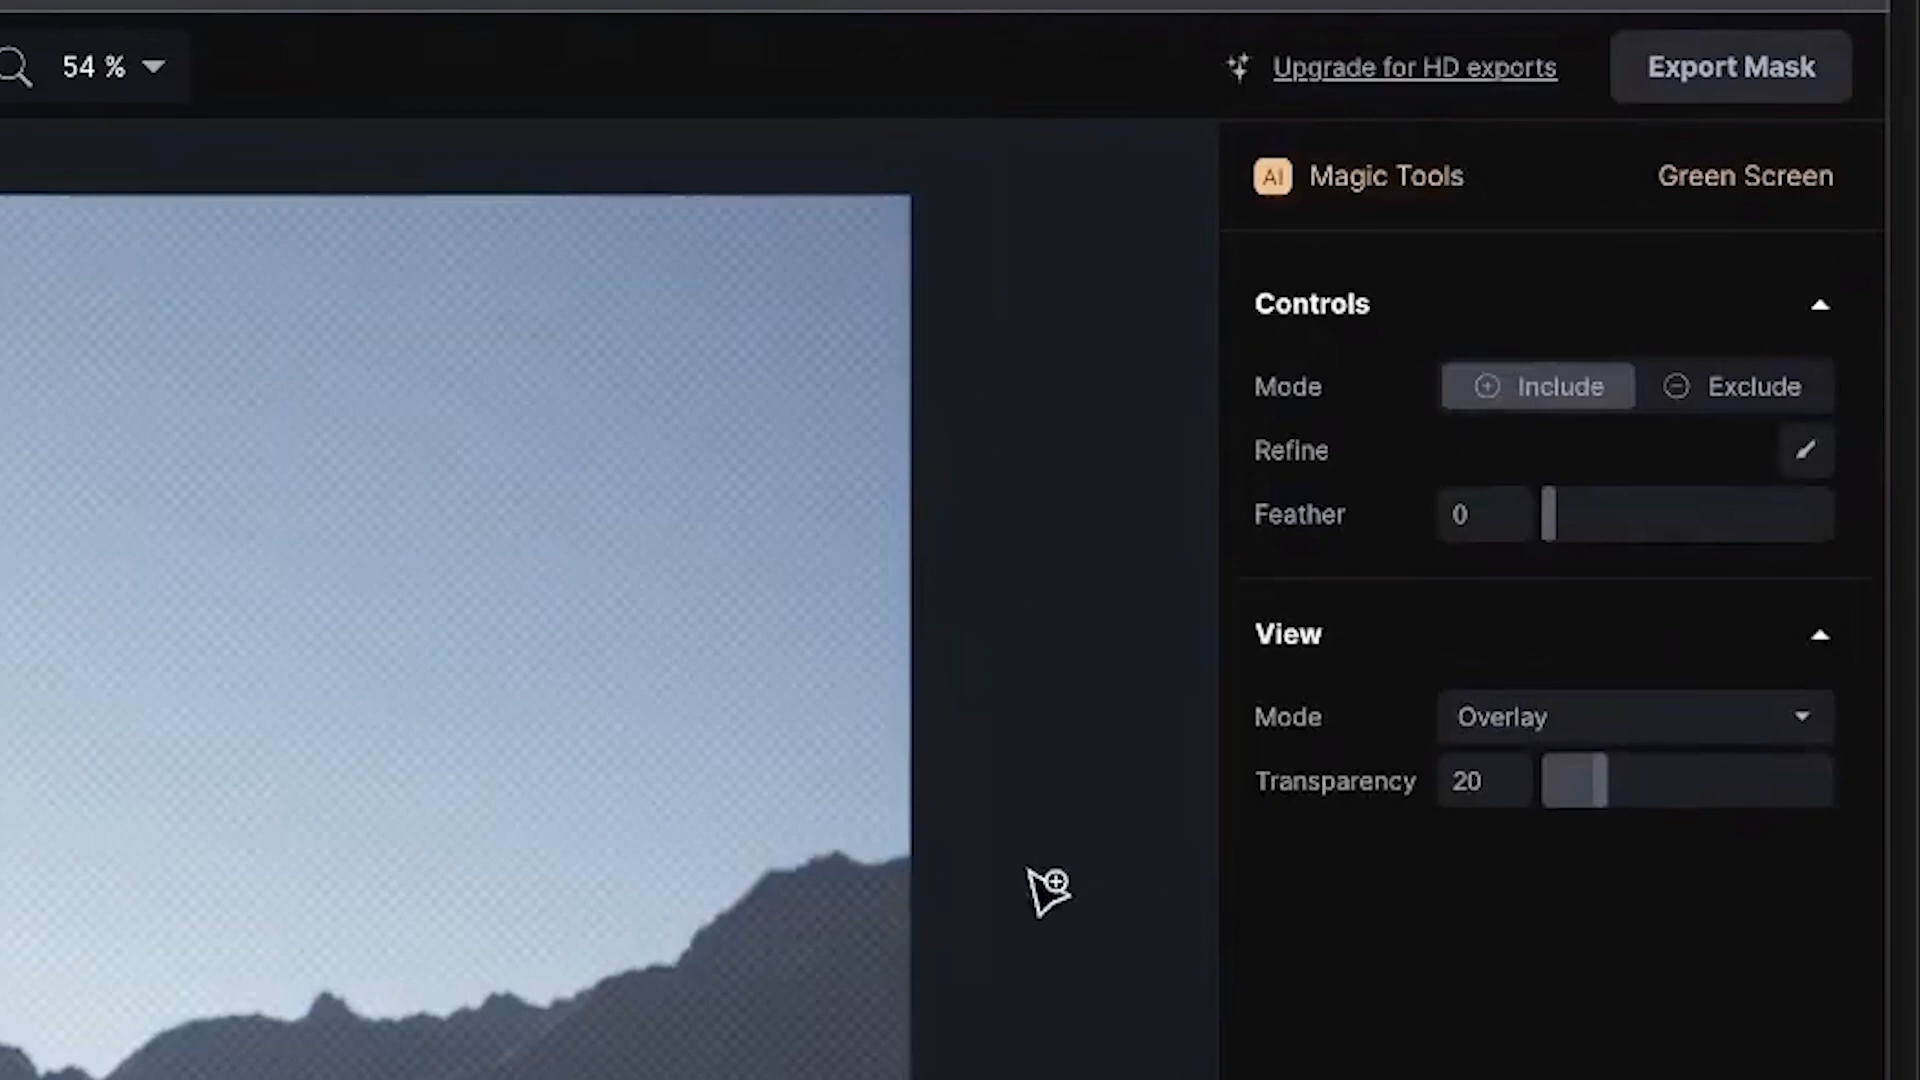 54 %
Upgrade for HD exports
Export Mask
AI Magic Tools
Green Screen
Controls
Mode
Include
Exclude
Refine
Feather
0
View
Mode
Overlay
Transparency
20